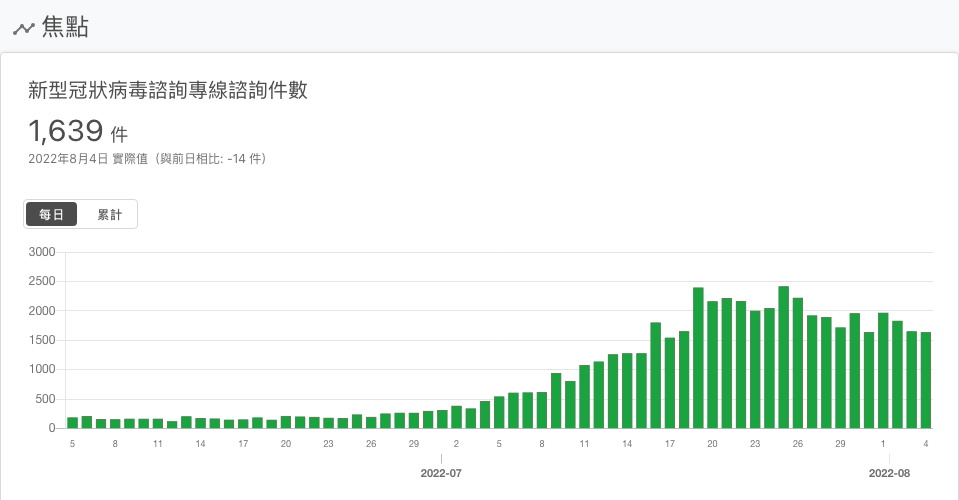 焦點
新型冠狀病毒諮詢專線諮詢件數
1,639 件
2022年8月4日 實際值（與前日相比: -14 件）
每日 累計
3000
2500
2000
1500
1000
500
0
5 8 11 14 17 20 23 26 29 2 5 8 11 14 17 20 23 26 29 1 4
2022-07 2022-08